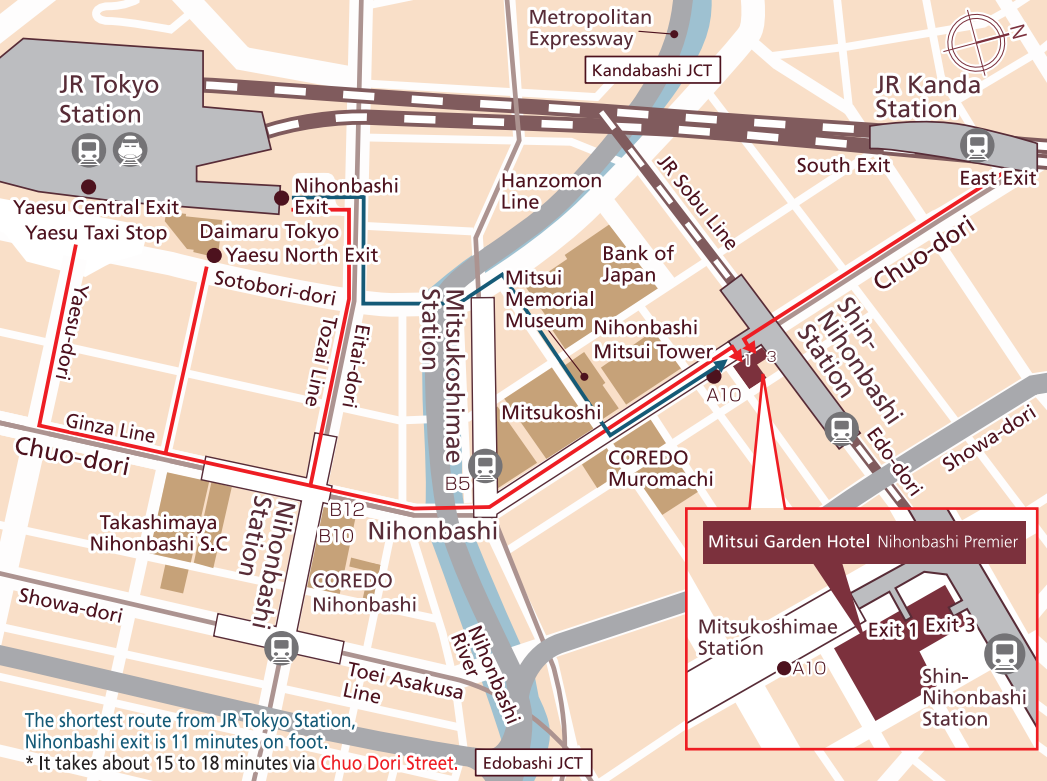 Metropolitan
Expressway
Kandabashi JCT
N
JR Tokyo
Station
JR Kanda
Station
South Exit
East Exit
Nihonbashi
Exit
Yaesu Central Exit
Yaesu Taxi Stop
Daimaru Tokyo
Yaesu North Exit
Sotobori-dori
Hanzomon
Line
JR Sobu Line
Chuo-dori
Bank of
Japan
Mitsui
Memorial
Museum
Nihonbashi
Mitsui Tower
Yaesu-dori
Tozai Line
Eitai-dori
Mitsukoshimae
Station
Shin-
Nihonbashi
Station
1
3
A10
Mitsukoshi
Ginza Line
Chuo-dori
COREDO
Muromachi
Edo-dori
Showa-dori
B5
B12
B10
Nihonbashi
Takashimaya
Nihonbashi S.C
Nihonbashi
Station
COREDO
Nihonbashi
Showa-dori
Toei Asakusa
Line
Nihonbashi
River
Mitsui Garden Hotel Nihonbashi Premier
Exit 1
Exit 3
Mitsukoshimae
Station
A10
Shin-
Nihonbashi
Station
The shortest route from JR Tokyo Station,
Nihonbashi exit is 11 minutes on foot.
* It takes about 15 to 18 minutes via Chuo Dori Street.
Edobashi JCT